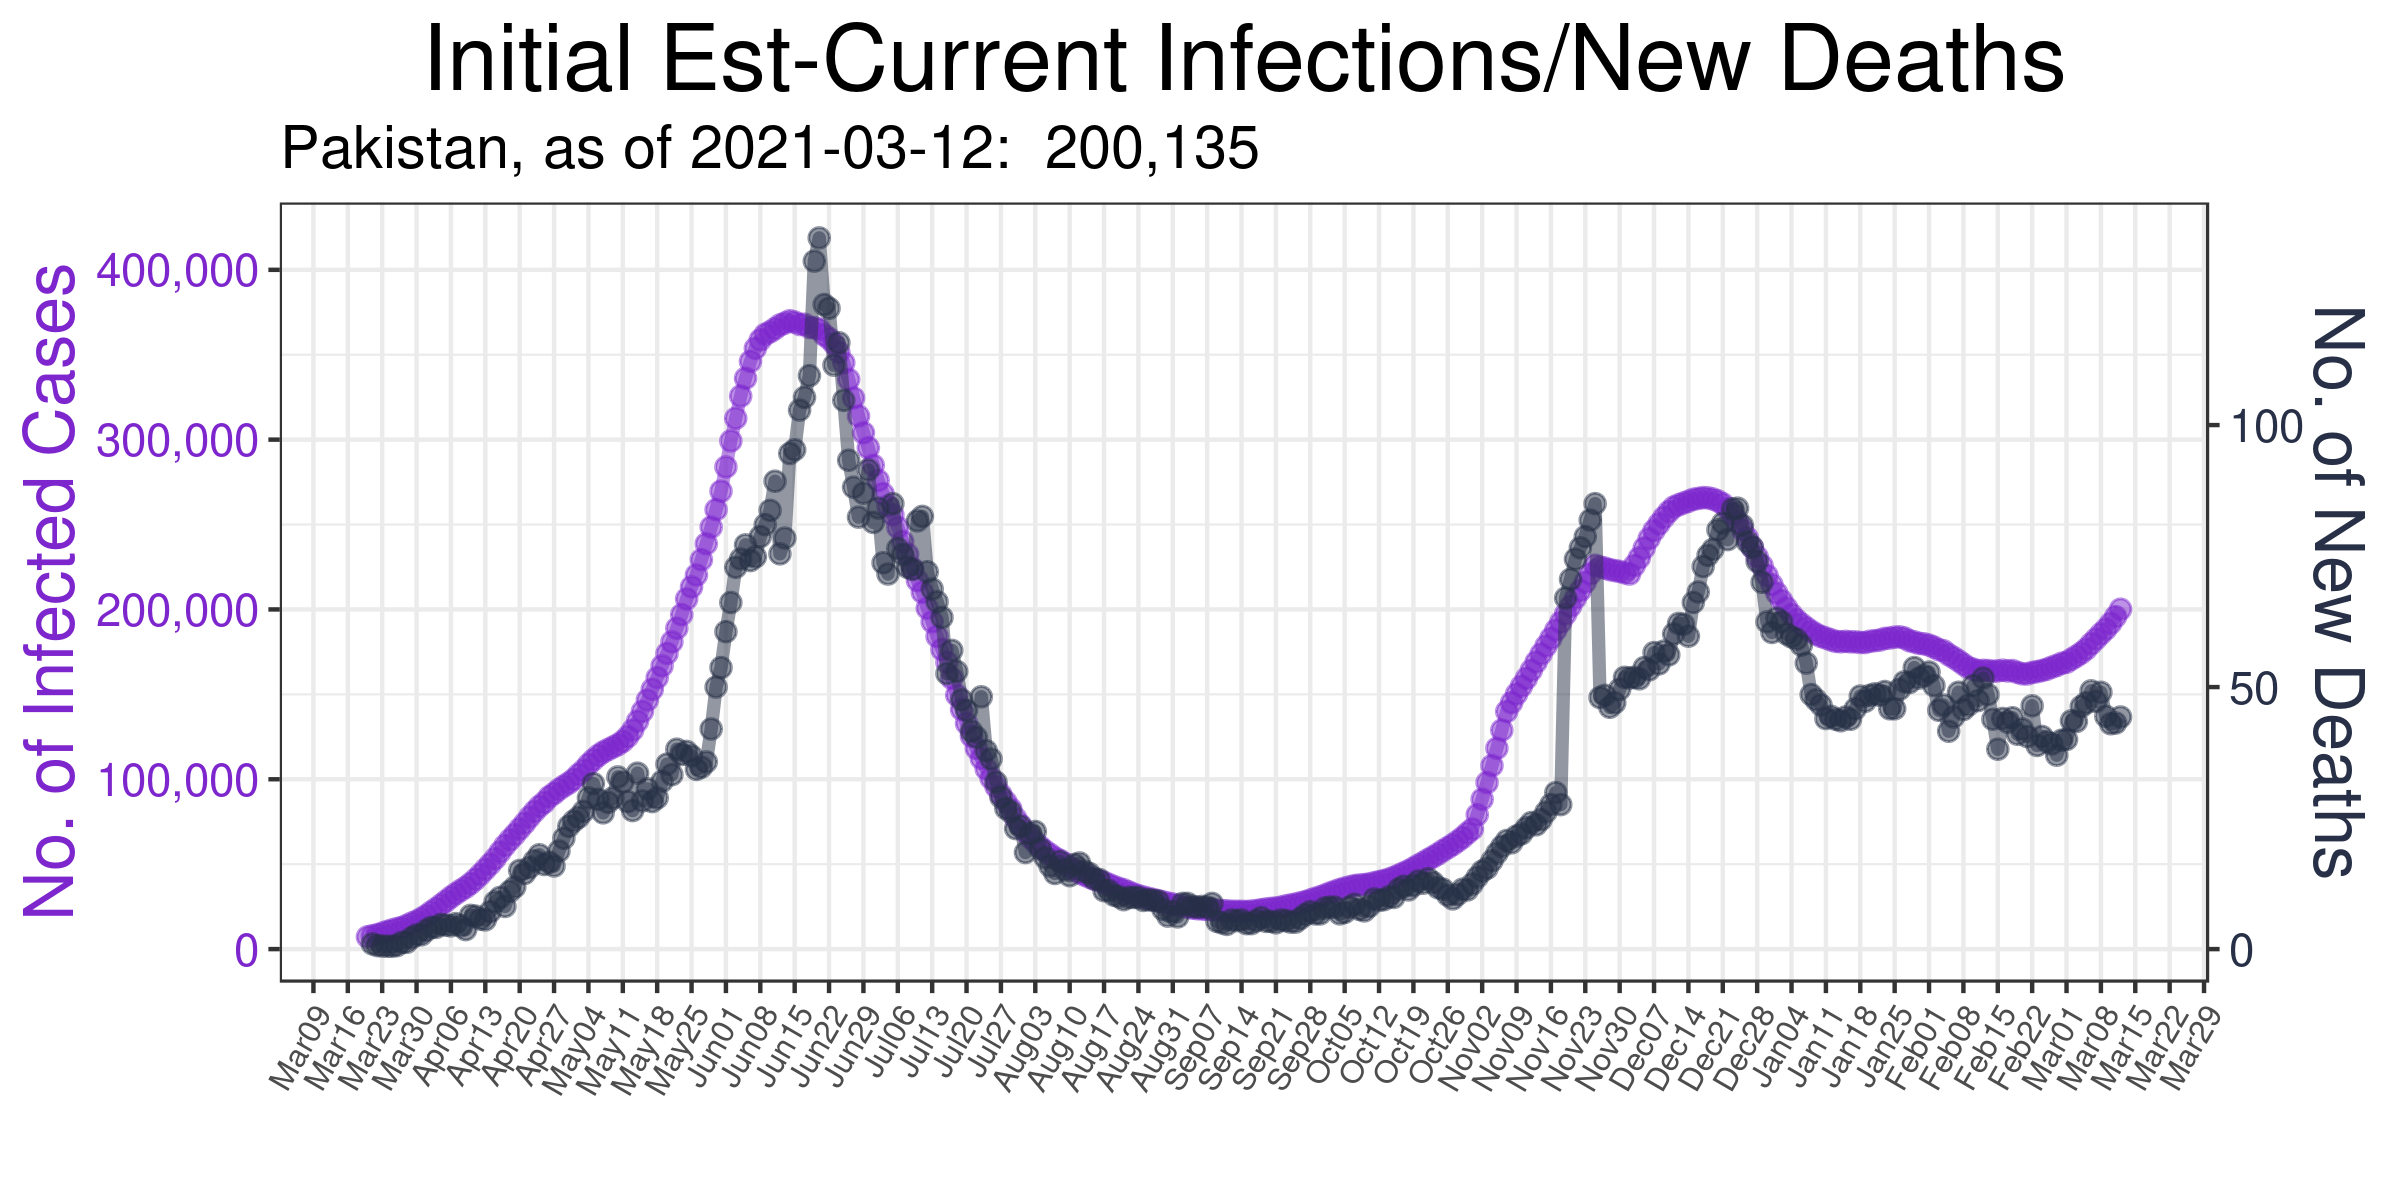 Initial Est-Current Infections/New Deaths
Pakistan, as of 2021-03-12:  200,135
No. of Infected Cases
400,000
300,000
200,000
100,000
0
No. of New Deaths
100
50
0
Mar09
Mar16
Mar23
Mar30
Apr06
Apr13
Apr20
Apr27
May04
May11
May18
May25
Jun01
Jun08
Jun15
Jun22
Jun29
Jul06
Jul13
Jul20
Jul27
Aug03
Aug10
Aug17
Aug24
Aug31
Sep07
Sep14
Sep21
Sep28
Oct05
Oct12
Oct19
Oct26
Nov02
Nov09
Nov16
Nov23
Nov30
Dec07
Dec14
Dec21
Dec28
Jan04
Jan11
Jan18
Jan25
Feb01
Feb08
Feb15
Feb22
Mar01
Mar08
Mar15
Mar22
Mar29